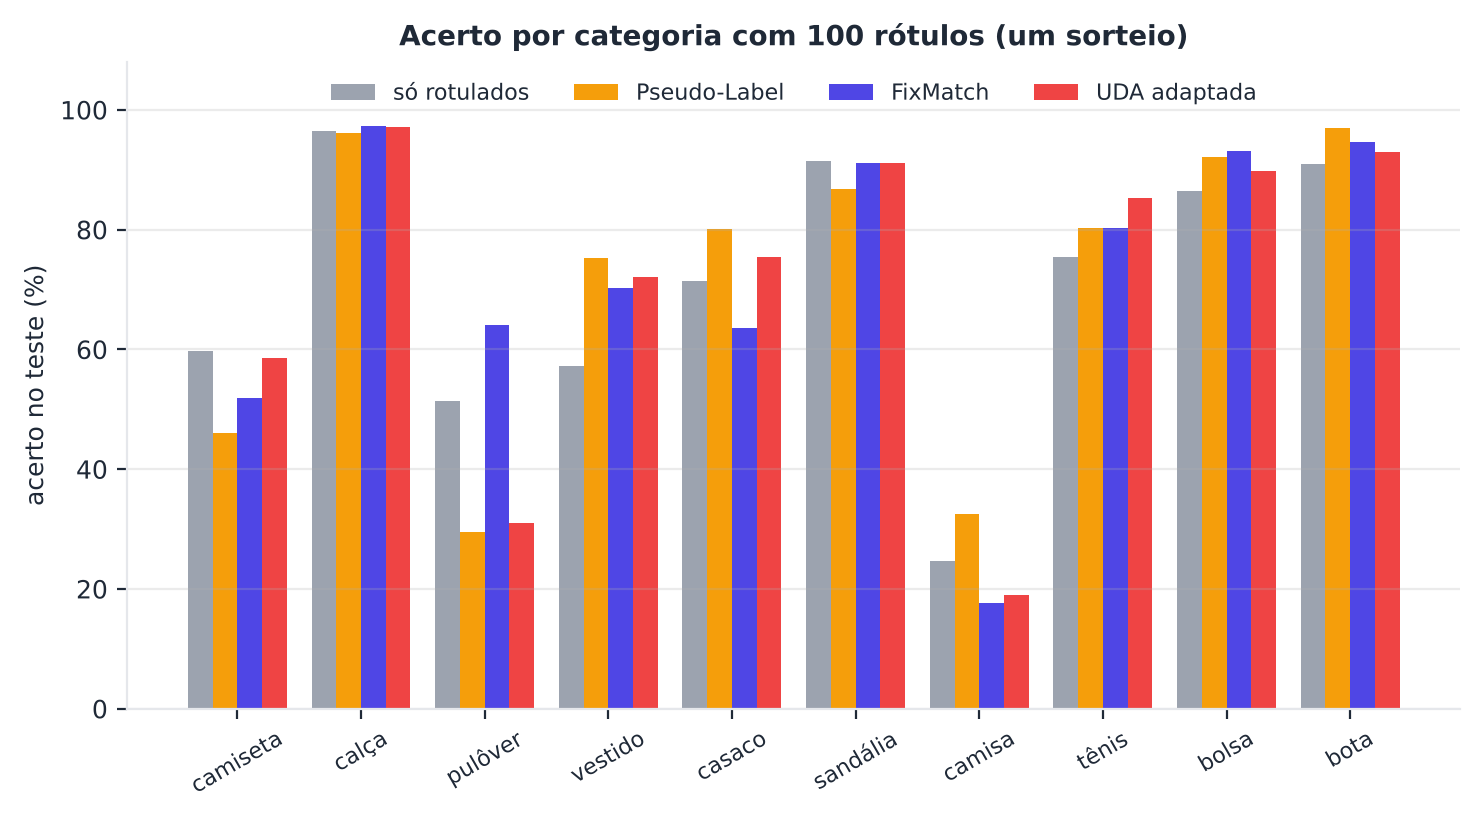 Acerto por categoria com 100 rótulos (um sorteio)
só rotulados Pseudo-Label FixMatch UDA adaptada
acerto no teste (%)
100
80
60
40
20
0
camiseta calça pulôver vestido casaco sandália camisa tênis bolsa bota